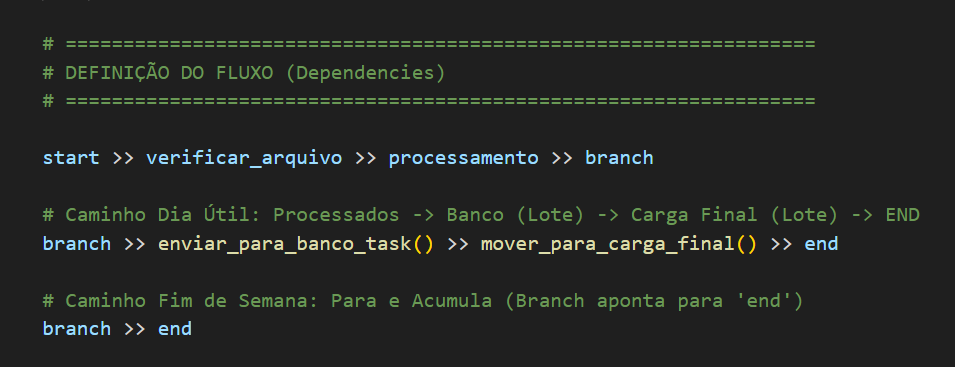 # =================================================================
# DEFINIÇÃO DO FLUXO (Dependencies)
# =================================================================
start >> verificar_arquivo >> processamento >> branch
# Caminho Dia Útil: Processados -> Banco (Lote) -> Carga Final (Lote) -> END
branch >> enviar_para_banco_task() >> mover_para_carga_final() >> end
# Caminho Fim de Semana: Para e Acumula (Branch aponta para 'end')
branch >> end